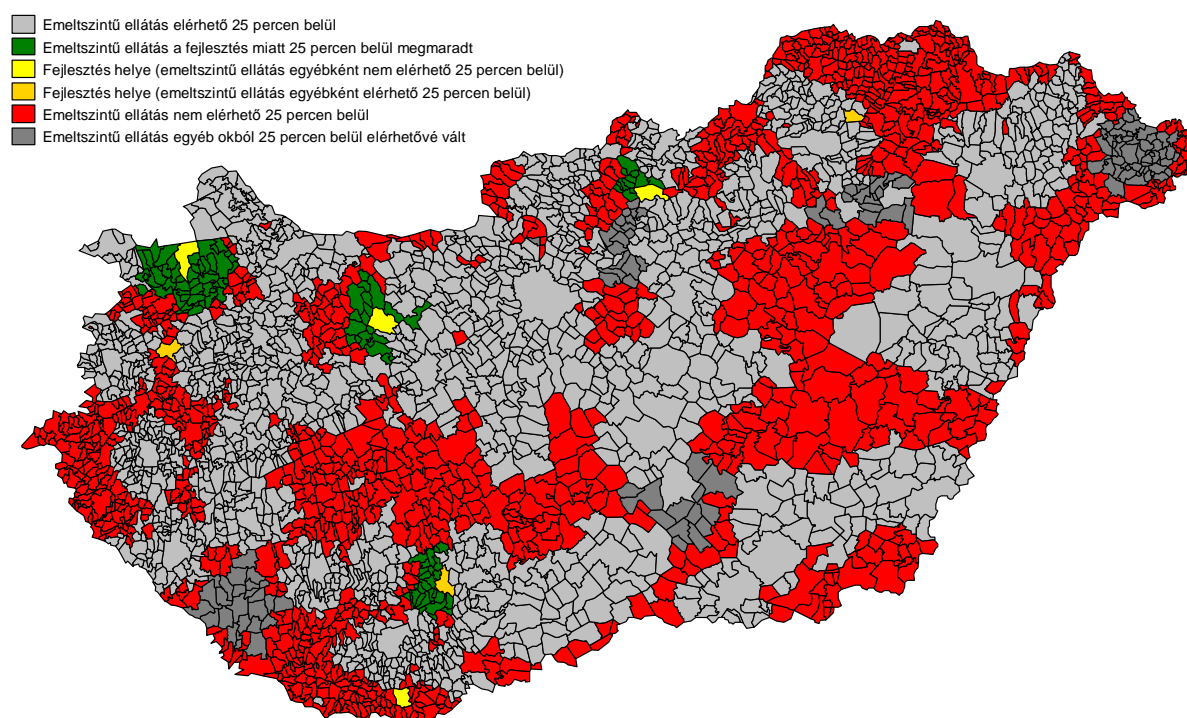 Emeltszintű ellátás elérhető 25 percen belül
Emeltszintű ellátás a fejlesztés miatt 25 percen belül megmaradt
Fejlesztés helye (emeltszintű ellátás egyébként nem elérhető 25 percen belül)
Fejlesztés helye (emeltszintű ellátás egyébként elérhető 25 percen belül)
Emeltszintű ellátás nem elérhető 25 percen belül
Emeltszintű ellátás egyéb okból 25 percen belül elérhetővé vált